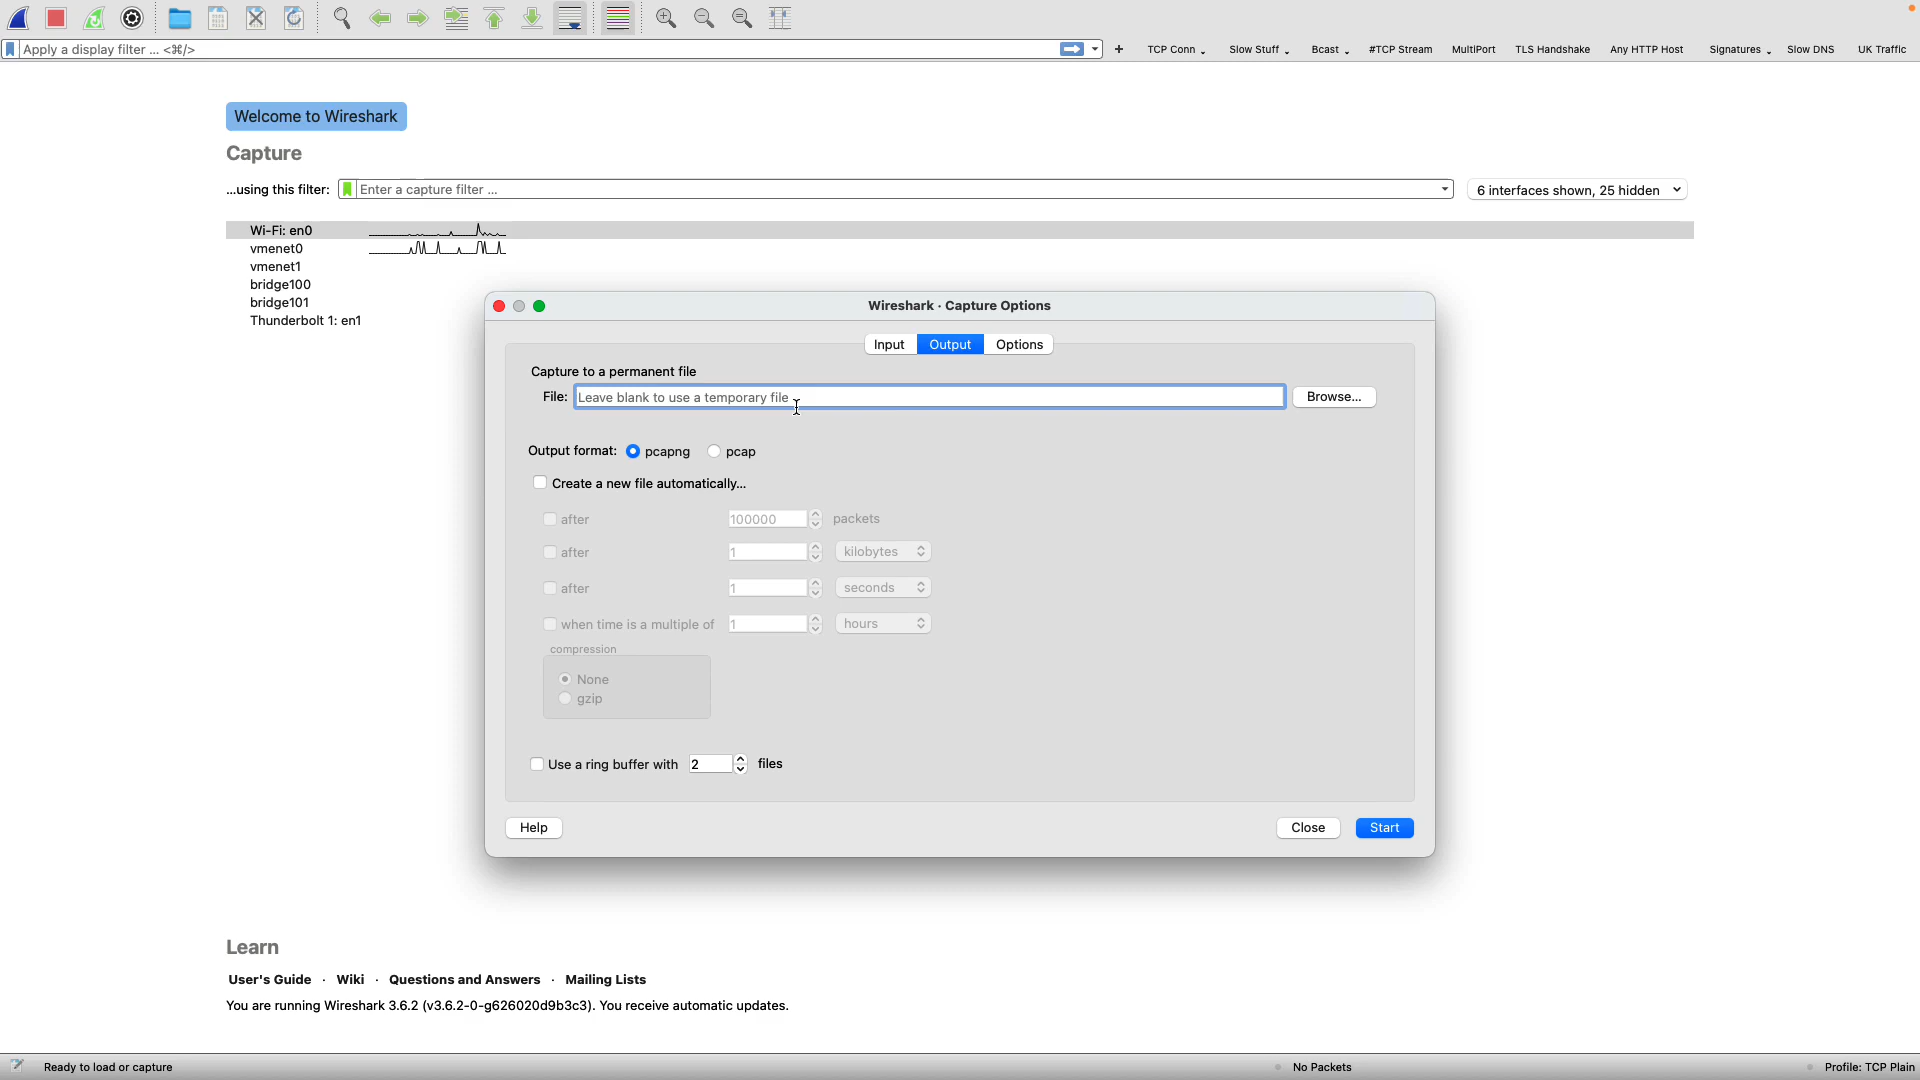 Apply a display filter ... <⌘/>
+ TCP Conn Slow Stuff Bcast #TCP Stream MultiPort TLS Handshake Any HTTP Host Signatures Slow DNS UK Traffic
Welcome to Wireshark
Capture
...using this filter: Enter a capture filter ... 6 interfaces shown, 25 hidden
Wi-Fi: en0
vmenet0
vmenet1
bridge100
bridge101
Thunderbolt 1: en1
Wireshark · Capture Options
Input Output Options
Capture to a permanent file
File: Leave blank to use a temporary file Browse...
Output format: pcapng pcap
Create a new file automatically...
after 100000 packets
after 1 kilobytes
after 1 seconds
when time is a multiple of 1 hours
compression
None
gzip
Use a ring buffer with 2 files
Help Close Start
Learn
User's Guide · Wiki · Questions and Answers · Mailing Lists
You are running Wireshark 3.6.2 (v3.6.2-0-g626020d9b3c3). You receive automatic updates.
Ready to load or capture No Packets Profile: TCP Plain